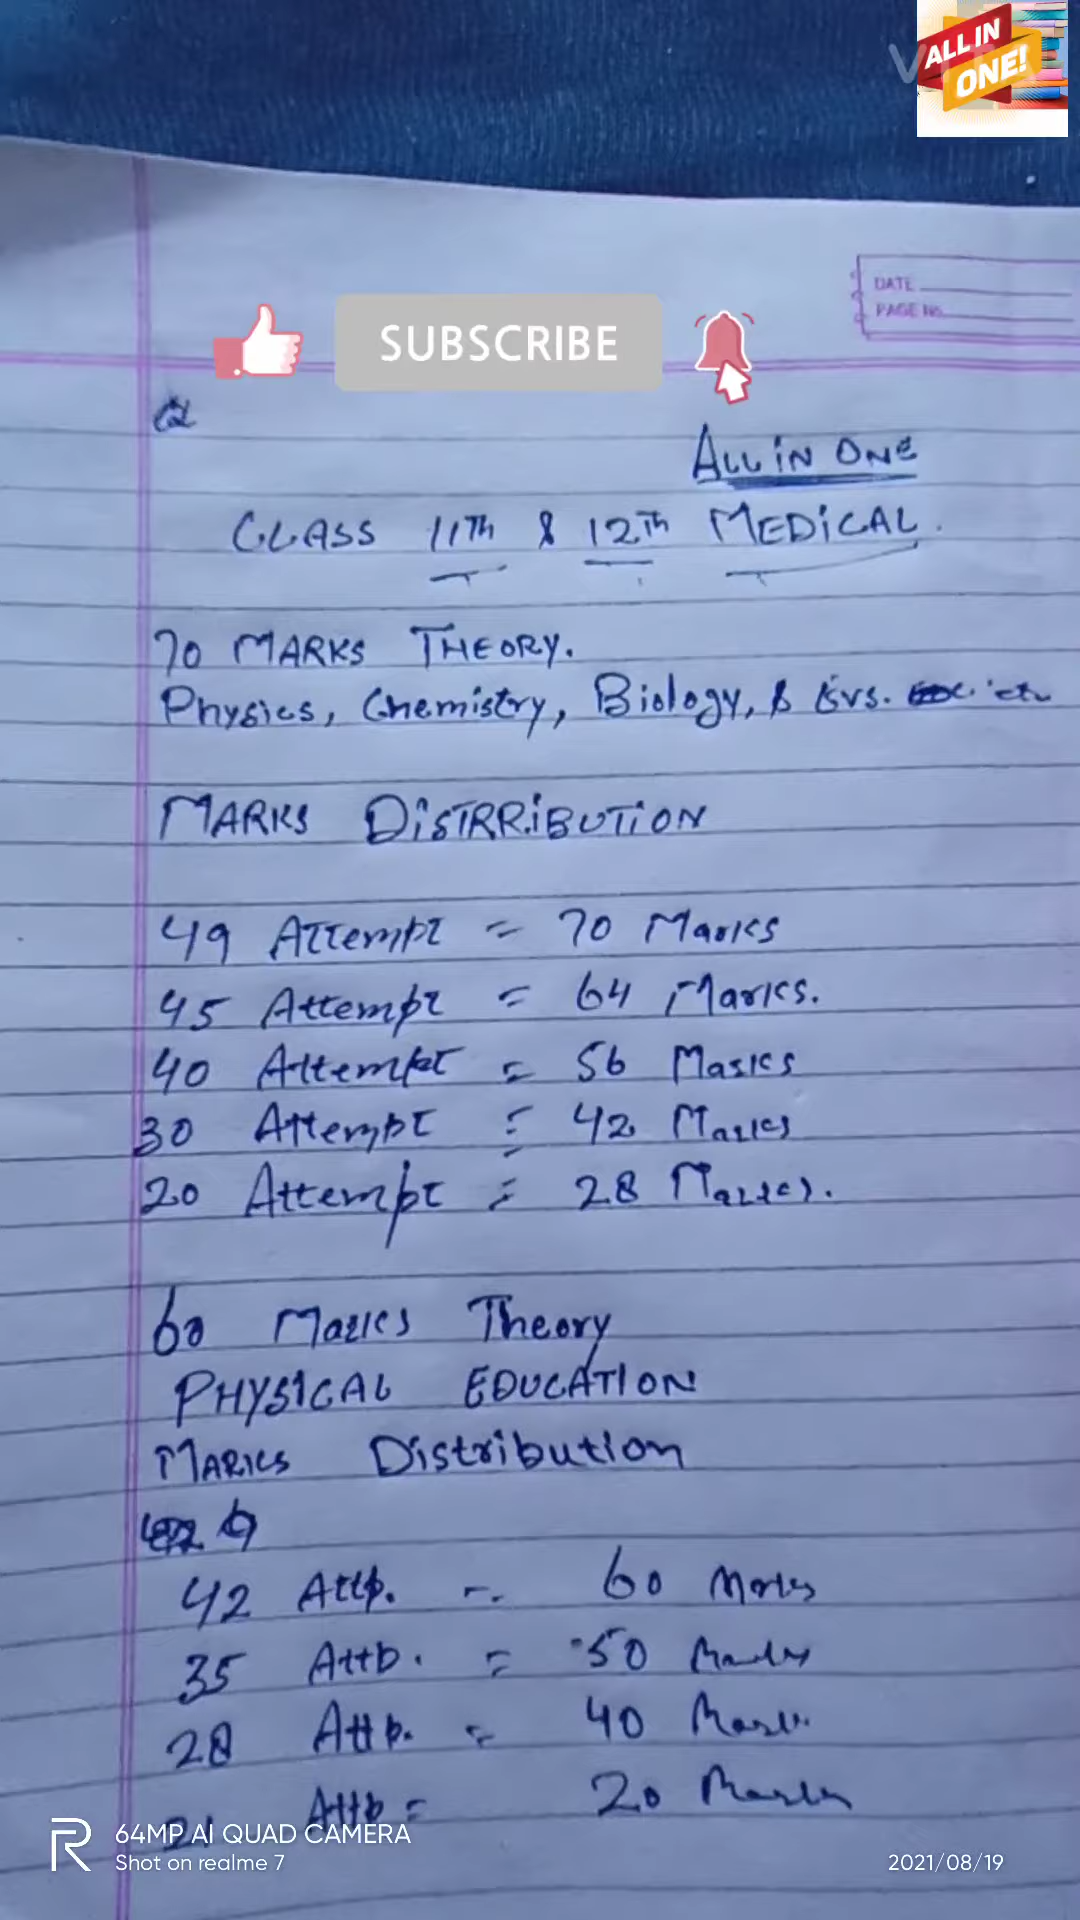 ALL IN
ONE!
DATE
PAGE No.
SUBSCRIBE
ALL iN ONE
CLASS 11Th & 12Th MEDiCAL.
70 MARKS THEORY.
Physics, Chemistry, Biology, & Evs. etc
MARKS DiSTRRiBUTiON
49 Attempt = 70 Marks
45 Attempt = 64 Marks.
40 Attempt = 56 Marks
30 Attempt = 42 Marks
20 Attempt = 28 Marks.
60 Marks Theory
PHYSICAL EDUCATION
MARKS Distribution
42 Attp. = 60 Marks
35 Attp. = 50 Marks
28 Attp. = 40 Marks
21 Attp = 20 Marks
64MP AI QUAD CAMERA
Shot on realme 7
2021/08/19